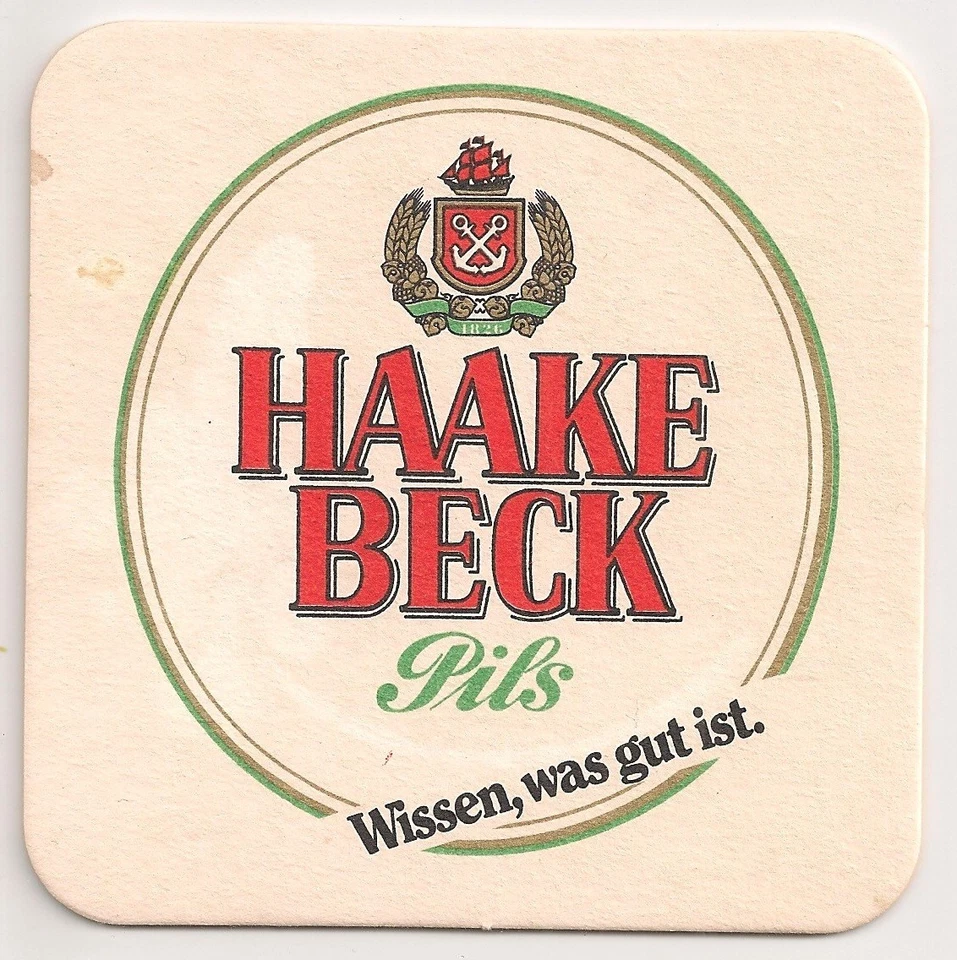 1826
HAAKE
BECK
Pils
Wissen, was gut ist.